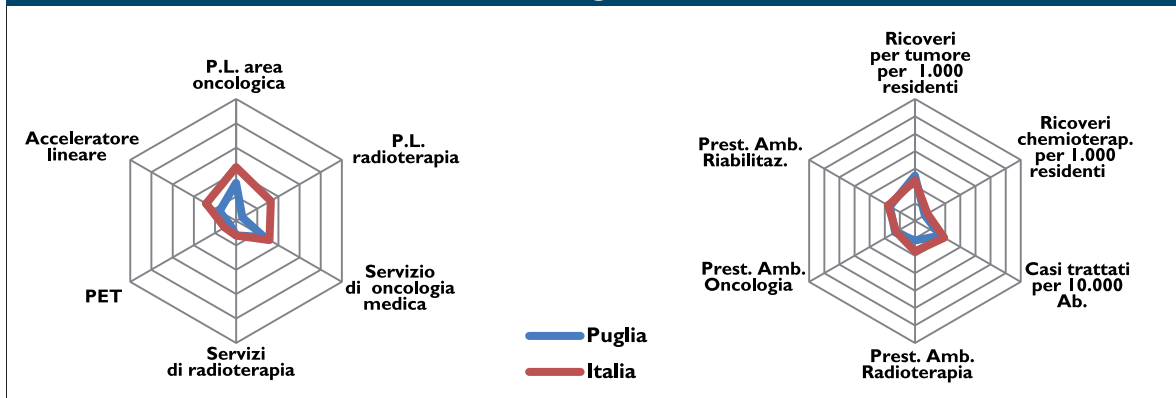 P.L. area
oncologica
Acceleratore
lineare
P.L.
radioterapia
PET
Servizio
di oncologia
medica
Servizi
di radioterapia
Puglia
Italia
Ricoveri
per tumore
per 1.000
residenti
Prest. Amb.
Riabilitaz.
Ricoveri
chemioterap.
per 1.000
residenti
Prest. Amb.
Oncologia
Casi trattati
per 10.000
Ab.
Prest. Amb.
Radioterapia